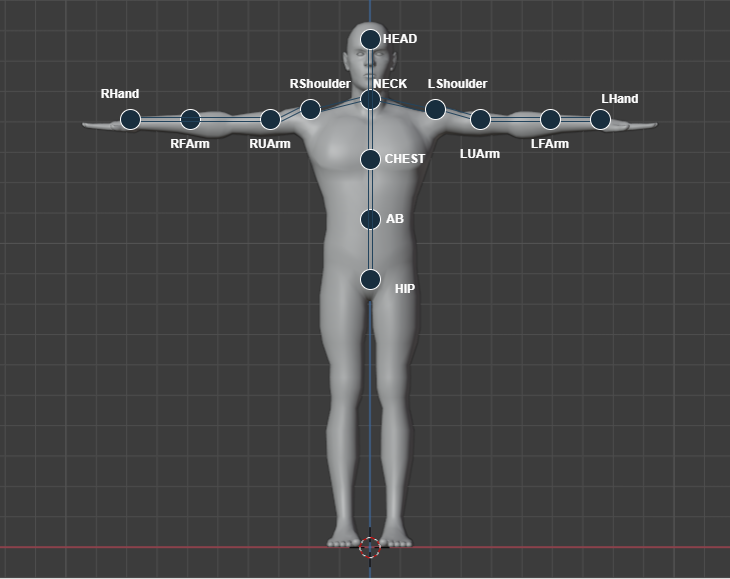 HEAD
RShoulder
NECK
LShoulder
RHand
LHand
RFArm
RUArm
LUArm
LFArm
CHEST
AB
HIP